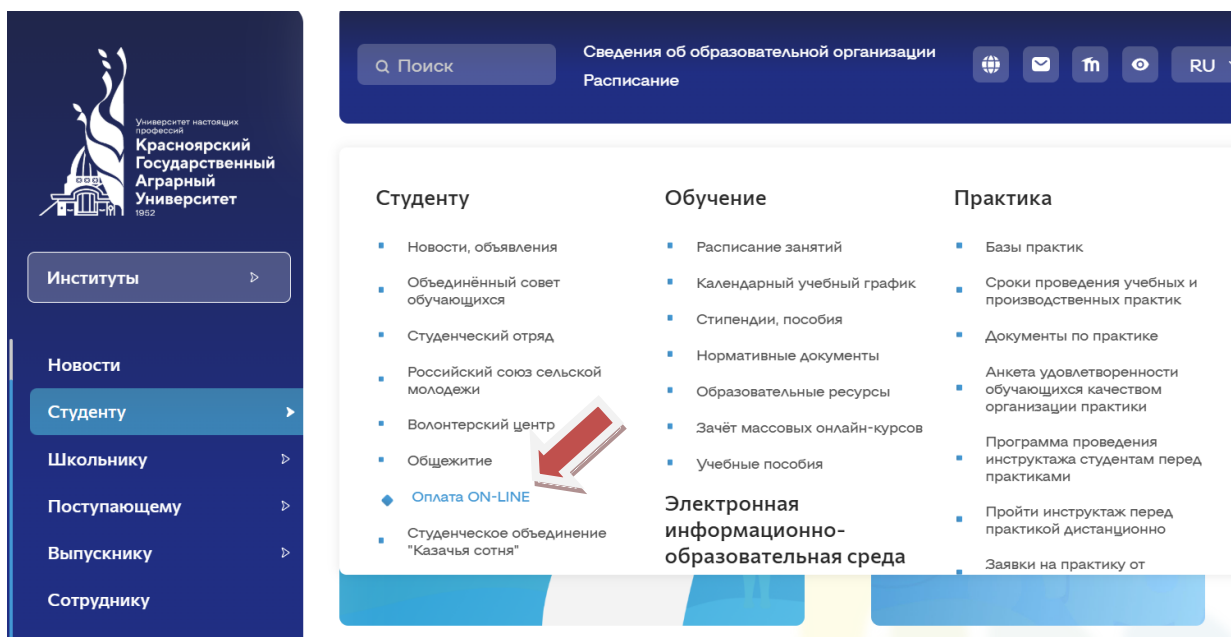 Университет настоящих
профессий
Красноярский
Государственный
Аграрный
Университет
1952
Институты
Новости
Студенту
Школьнику
Поступающему
Выпускнику
Сотруднику
Поиск
Сведения об образовательной организации
Расписание
RU
Студенту
Новости, объявления
Объединённый совет
обучающихся
Студенческий отряд
Российский союз сельской
молодежи
Волонтерский центр
Общежитие
Оплата ON-LINE
Студенческое объединение
"Казачья сотня"
Обучение
Расписание занятий
Календарный учебный график
Стипендии, пособия
Нормативные документы
Образовательные ресурсы
Зачёт массовых онлайн-курсов
Учебные пособия
Электронная
информационно-
образовательная среда
Практика
Базы практик
Сроки проведения учебных и
производственных практик
Документы по практике
Анкета удовлетворенности
обучающихся качеством
организации практики
Программа проведения
инструктажа студентам перед
практиками
Пройти инструктаж перед
практикой дистанционно
Заявки на практику от